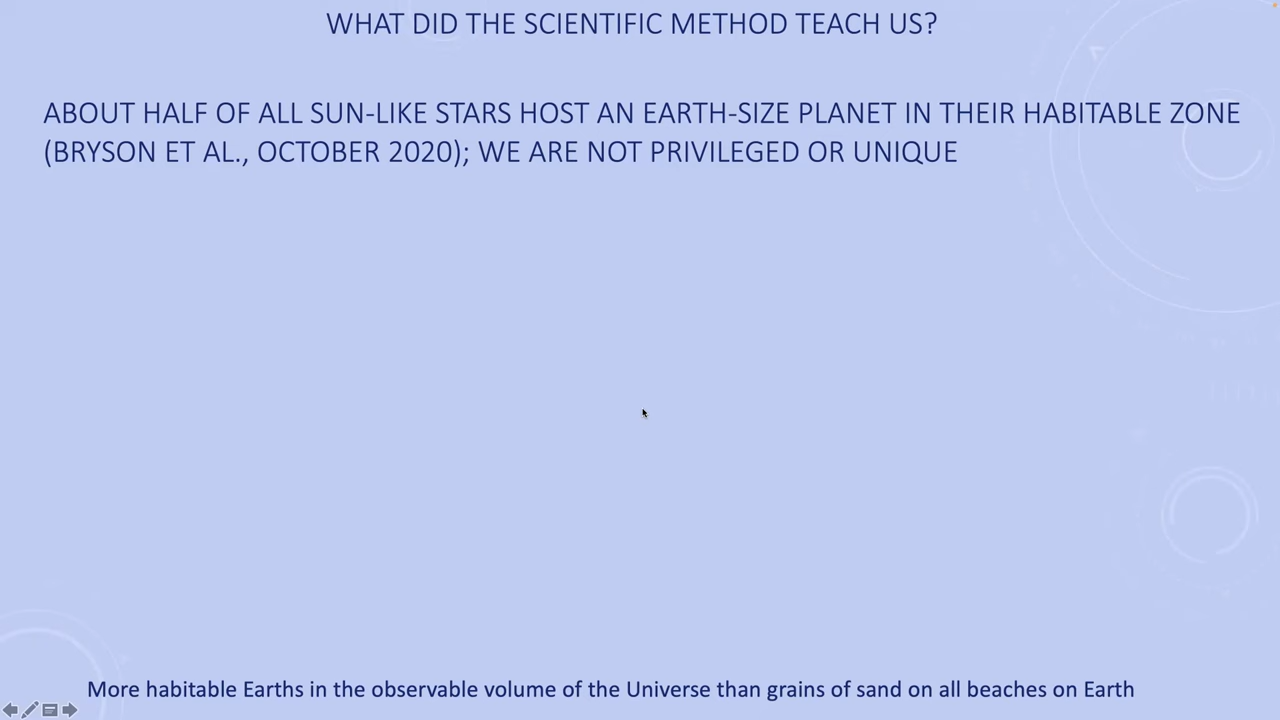 WHAT DID THE SCIENTIFIC METHOD TEACH US?
ABOUT HALF OF ALL SUN-LIKE STARS HOST AN EARTH-SIZE PLANET IN THEIR HABITABLE ZONE
(BRYSON ET AL., OCTOBER 2020); WE ARE NOT PRIVILEGED OR UNIQUE
More habitable Earths in the observable volume of the Universe than grains of sand on all beaches on Earth